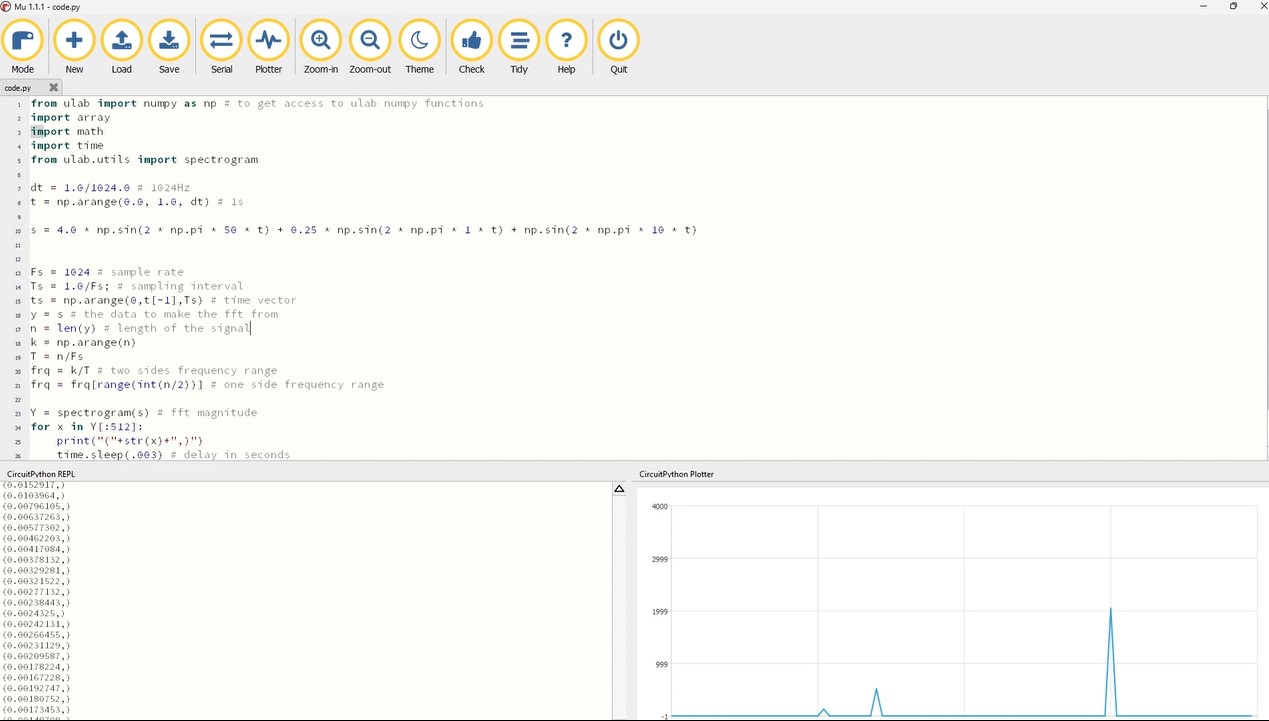 Mu 1.1.1 - code.py
Mode New Load Save Serial Plotter Zoom-in Zoom-out Theme Check Tidy Help Quit
code.py
1 from ulab import numpy as np # to get access to ulab numpy functions
2 import array
3 import math
4 import time
5 from ulab.utils import spectrogram
6
7 dt = 1.0/1024.0 # 1024Hz
8 t = np.arange(0.0, 1.0, dt) # 1s
9
10 s = 4.0 * np.sin(2 * np.pi * 50 * t) + 0.25 * np.sin(2 * np.pi * 1 * t) + np.sin(2 * np.pi * 10 * t)
11
12
13 Fs = 1024 # sample rate
14 Ts = 1.0/Fs; # sampling interval
15 ts = np.arange(0,t[-1],Ts) # time vector
16 y = s # the data to make the fft from
17 n = len(y) # length of the signal
18 k = np.arange(n)
19 T = n/Fs
20 frq = k/T # two sides frequency range
21 frq = frq[range(int(n/2))] # one side frequency range
22
23 Y = spectrogram(s) # fft magnitude
24 for x in Y[:512]:
25 print("("+str(x)+",)")
26 time.sleep(.003) # delay in seconds
CircuitPython REPL
(0.0152917,)
(0.0103964,)
(0.00796105,)
(0.00637263,)
(0.00577302,)
(0.00462203,)
(0.00417084,)
(0.00378132,)
(0.00329281,)
(0.00321522,)
(0.00277132,)
(0.00238443,)
(0.0024325,)
(0.00242131,)
(0.00266455,)
(0.00231129,)
(0.00209587,)
(0.00178224,)
(0.00167228,)
(0.00192747,)
(0.00180752,)
(0.00173453,)
CircuitPython Plotter
4000
2999
1999
999
-1